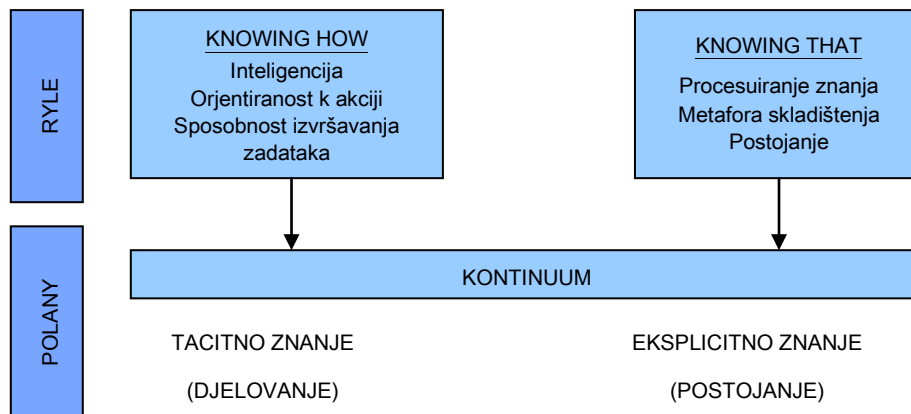 RYLE
KNOWING HOW
Inteligencija
Orjentiranost k akciji
Sposobnost izvršavanja
zadataka
KNOWING THAT
Procesuiranje znanja
Metafora skladištenja
Postojanje
POLANY
KONTINUUM
TACITNO ZNANJE
(DJELOVANJE)
EKSPLICITNO ZNANJE
(POSTOJANJE)